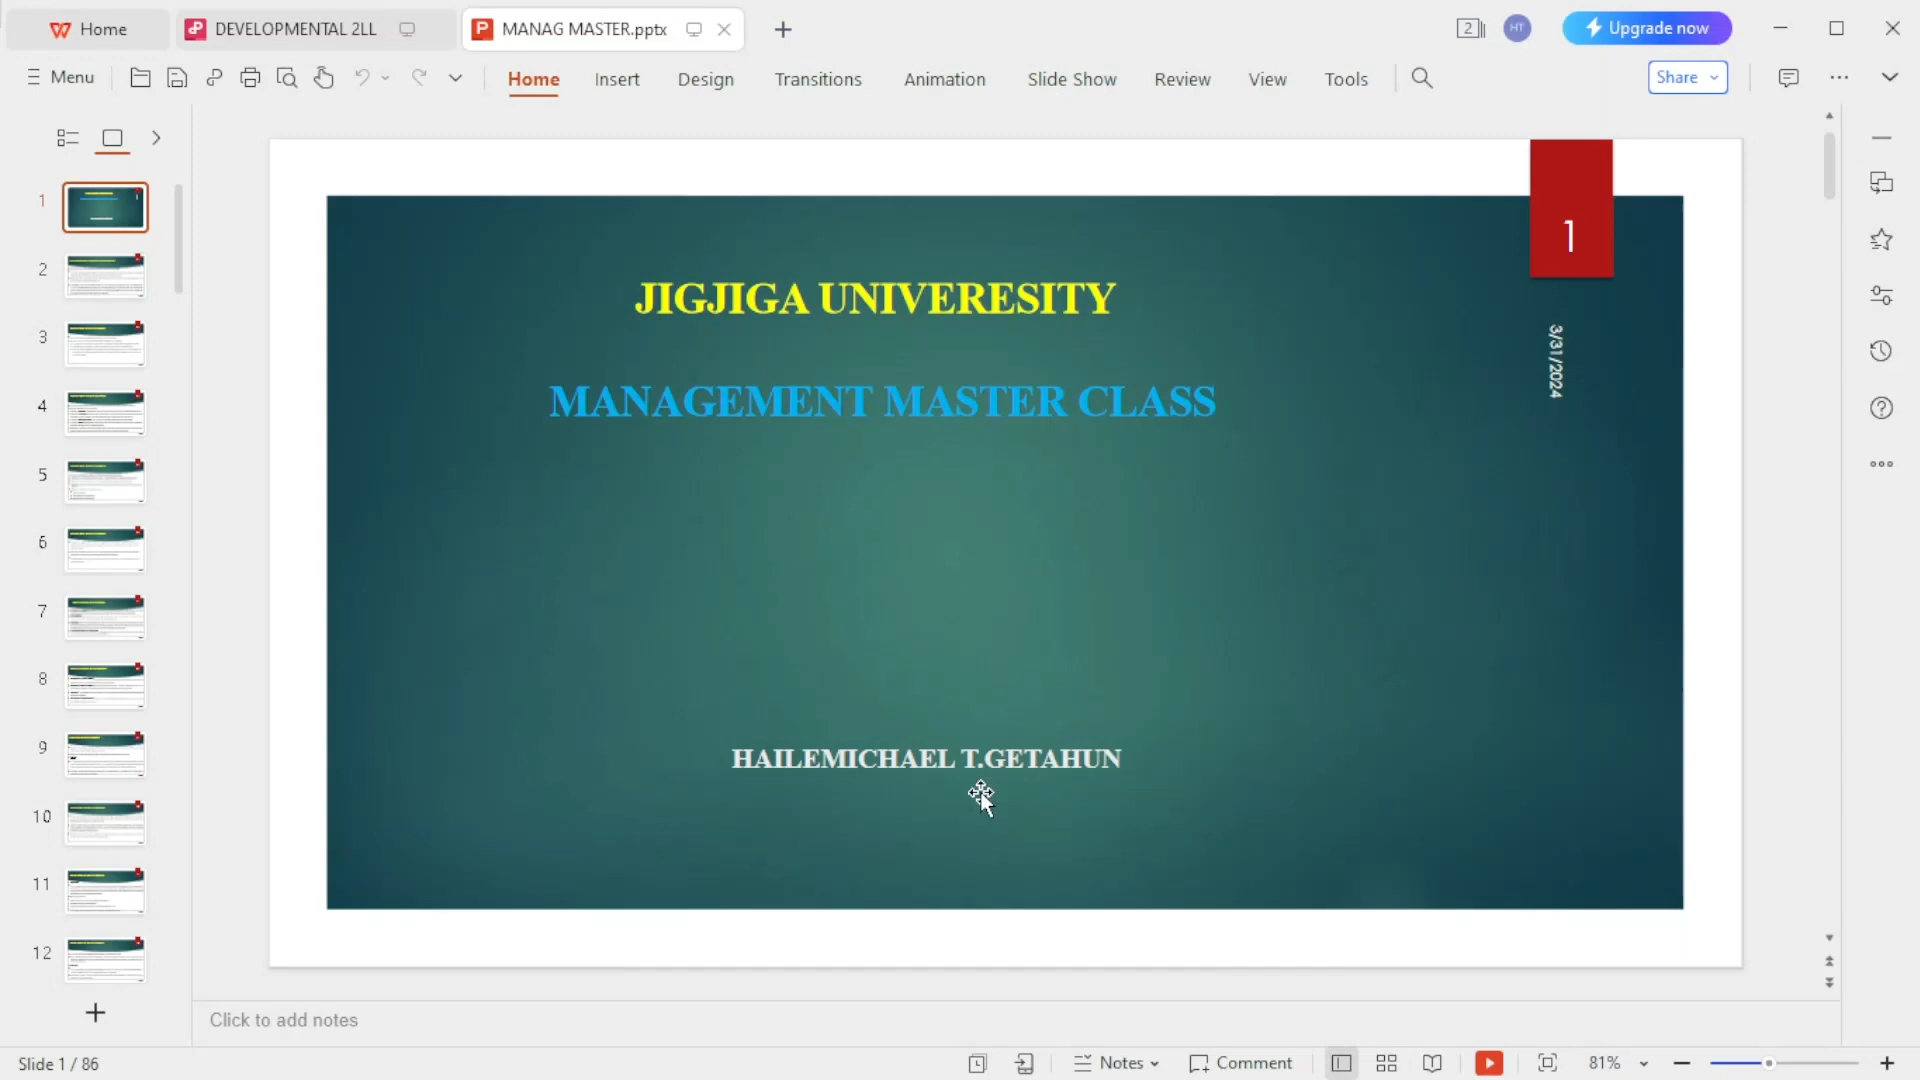 Home
DEVELOPMENTAL 2LL
MANAG MASTER.pptx
2
HT
Upgrade now
Menu
Home
Insert
Design
Transitions
Animation
Slide Show
Review
View
Tools
Share
1
2
3
4
5
6
7
8
9
10
11
12
1
3/31/2024
JIGJIGA UNIVERESITY
MANAGEMENT MASTER CLASS
HAILEMICHAEL T.GETAHUN
Click to add notes
Slide 1 / 86
Notes
Comment
81%